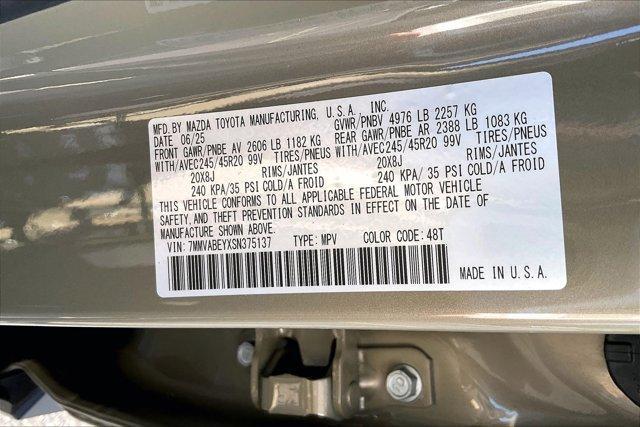 MFD.BY MAZDA TOYOTA MANUFACTURING, U.S.A. INC.
DATE 06/25 GVWR/PNBV 4976 LB 2257 KG
FRONT GAWR/PNBE AV 2606 LB 1182 KG REAR GAWR/PNBE AR 2388 LB 1083 KG
WITH/AVEC245/45R20 99V TIRES/PNEUS WITH/AVEC245/45R20 99V TIRES/PNEUS
20X8J RIMS/JANTES 20X8J RIMS/JANTES
240 KPA/35 PSI COLD/A FROID 240 KPA/ 35 PSI COLD/A FROID
THIS VEHICLE CONFORMS TO ALL APPLICABLE FEDERAL MOTOR VEHICLE
SAFETY,AND THEFT PREVENTION STANDARDS IN EFFECT ON THE DATE OF
MANUFACTURE SHOWN ABOVE.
VIN: 7MMVABEYXSN375137 TYPE: MPV COLOR CODE: 48T
MADE IN U.S.A.